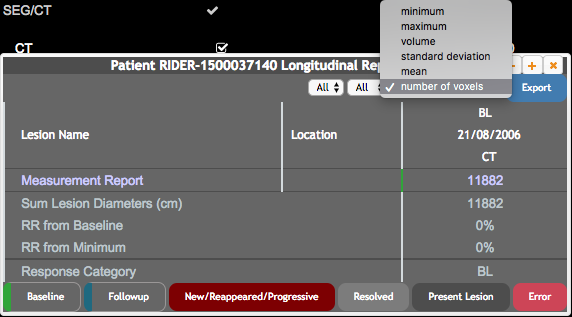 SEG/CT
CT
minimum
maximum
volume
standard deviation
mean
number of voxels
Patient RIDER-1500037140 Longitudinal Rep
All All Export
BL
Lesion Name Location 21/08/2006
CT
Measurement Report 11882
Sum Lesion Diameters (cm) 11882
RR from Baseline 0%
RR from Minimum 0%
Response Category BL
Baseline Followup New/Reappeared/Progressive Resolved Present Lesion Error